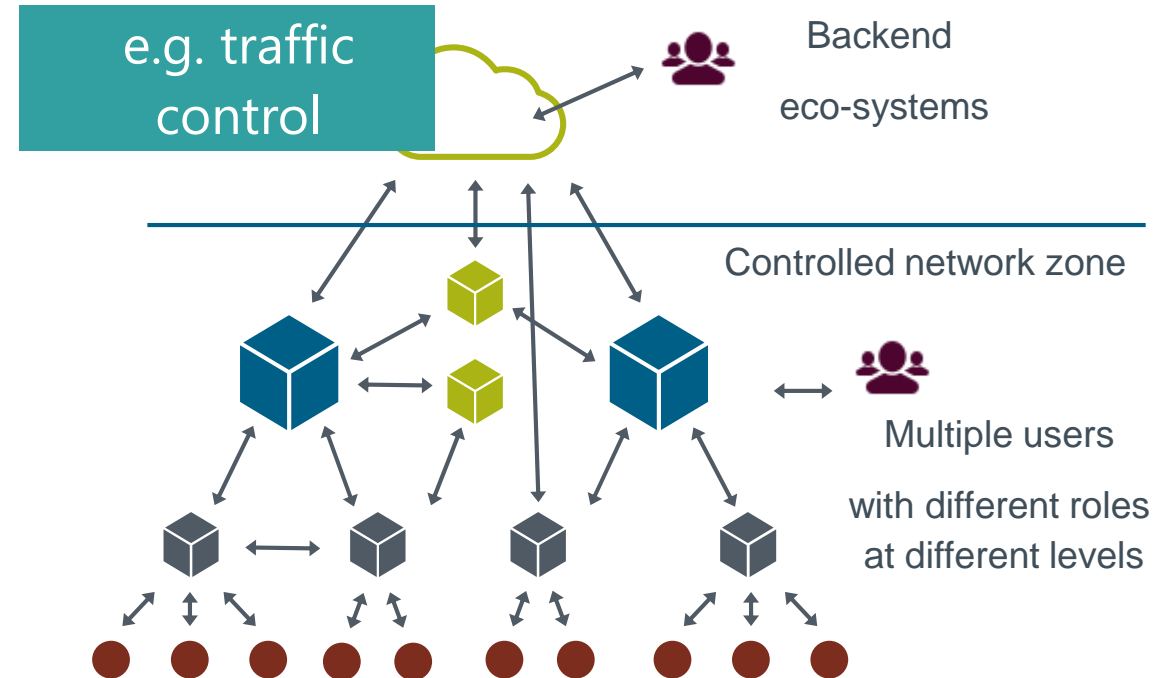 e.g. traffic
control
Backend
eco-systems
Controlled network zone
Multiple users
with different roles
at different levels